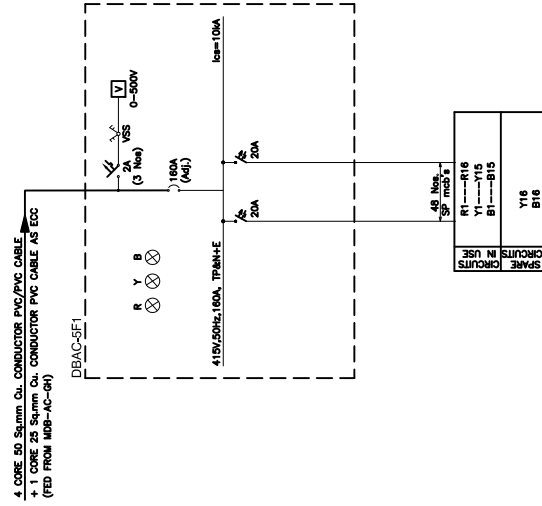 4 CORE 50 Sq.mm Cu. CONDUCTOR PVC/PVC CABLE
+ 1 CORE 25 Sq.mm Cu. CONDUCTOR PVC CABLE AS ECC
(FED FROM MDB-AC-GH)
DBAC-5F1
R Y B
2A
(3 Nos)
VSS
V
0-500V
160A
(Adj.)
415V,50Hz,160A, TP&N+E
Ics=10kA
20A
20A
48 Nos.
SP mcb's
CIRCUITS
IN USE
R1----R16
Y1----Y15
B1----B15
SPARE
CIRCUITS
Y16
B16